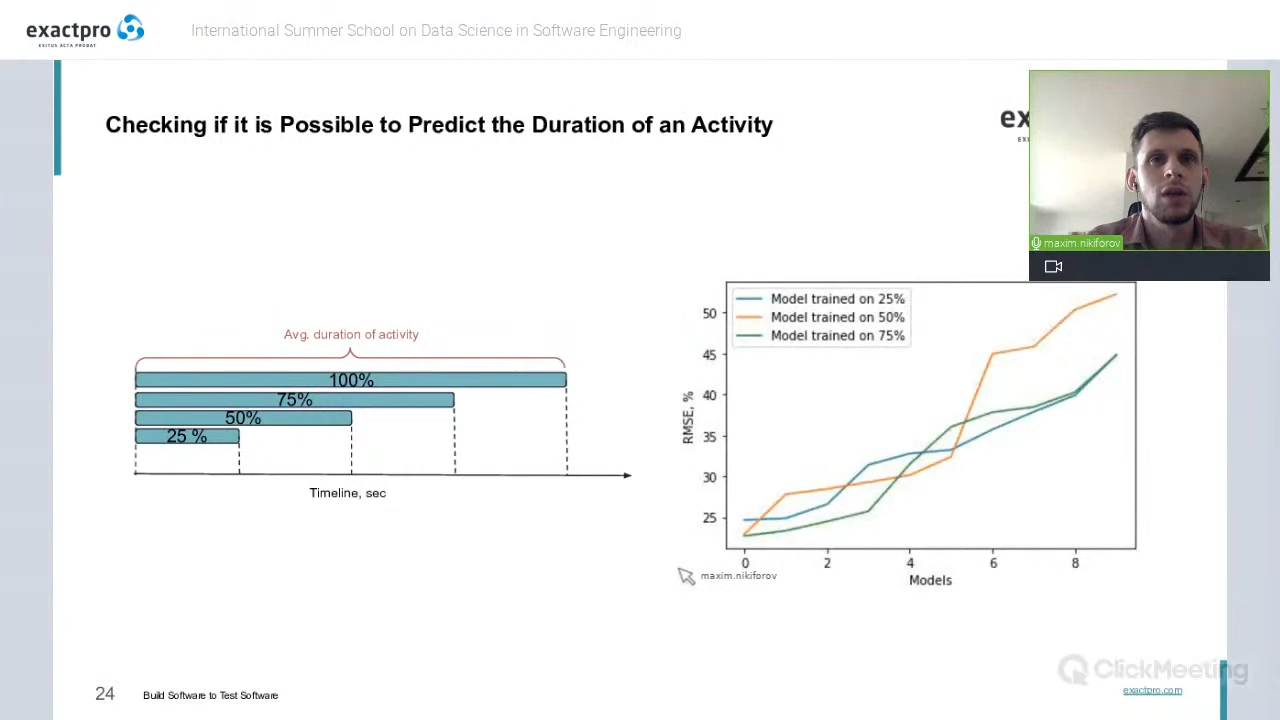 exactpro
EXITUS ACTA PROBAT
International Summer School on Data Science in Software Engineering
Checking if it is Possible to Predict the Duration of an Activity
ex
maxim.nikiforov
Avg. duration of activity
100%
75%
50%
25 %
Timeline, sec
Model trained on 25%
Model trained on 50%
Model trained on 75%
RMSE, %
50
45
40
35
30
25
0 2 4 6 8
Models
maxim.nikiforov
24
Build Software to Test Software
ClickMeeting
exactpro.com